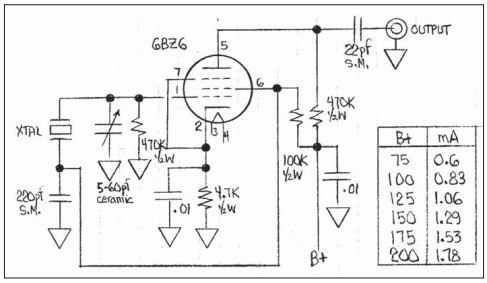 6BZ6
5
7
1
6
2
3
4
22pf
S.M.
OUTPUT
XTAL
470K
½W
5-60pf
ceramic
220pf
S.M.
.01
4.7K
½W
100K
½W
470K
½W
.01
B+
B+ mA
75 0.6
100 0.83
125 1.06
150 1.29
175 1.53
200 1.78